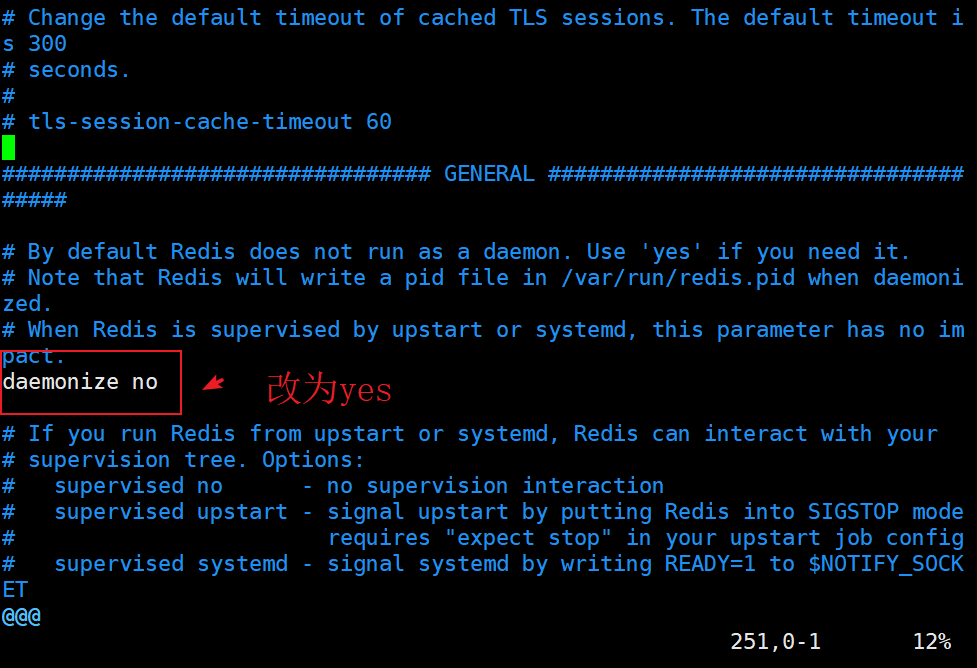 # Change the default timeout of cached TLS sessions. The default timeout i
s 300
# seconds.
#
# tls-session-cache-timeout 60
################################# GENERAL ################################
#####
# By default Redis does not run as a daemon. Use 'yes' if you need it.
# Note that Redis will write a pid file in /var/run/redis.pid when daemoni
zed.
# When Redis is supervised by upstart or systemd, this parameter has no im
pact.
daemonize no
改为yes
# If you run Redis from upstart or systemd, Redis can interact with your
# supervision tree. Options:
#   supervised no      - no supervision interaction
#   supervised upstart - signal upstart by putting Redis into SIGSTOP mode
#                        requires "expect stop" in your upstart job config
#   supervised systemd - signal systemd by writing READY=1 to $NOTIFY_SOCK
ET
@@@
251,0-1       12%